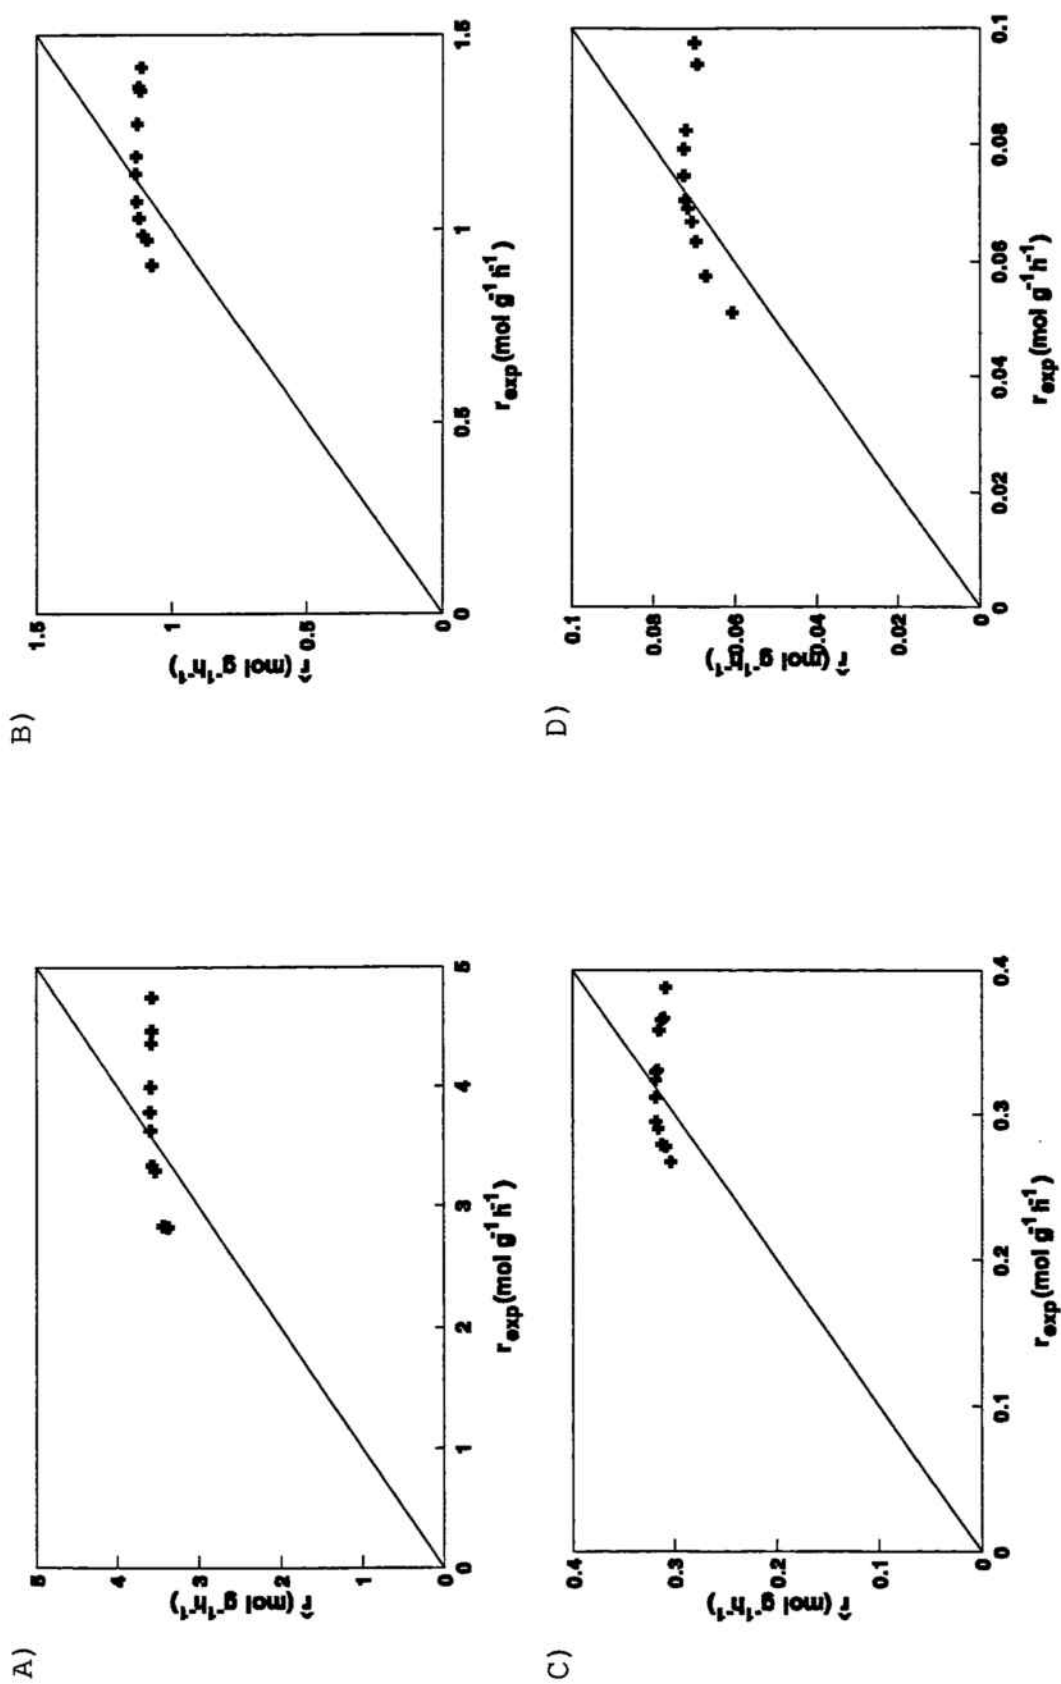 A)
r̂ (mol g⁻¹h⁻¹)
5
4
3
2
1
0
0 1 2 3 4 5
r_exp (mol g⁻¹ h⁻¹)
B)
r̂ (mol g⁻¹h⁻¹)
1.5
1
0.5
0
0 0.5 1 1.5
r_exp (mol g⁻¹ h⁻¹)
C)
r̂ (mol g⁻¹h⁻¹)
0.4
0.3
0.2
0.1
0
0 0.1 0.2 0.3 0.4
r_exp (mol g⁻¹ h⁻¹)
D)
r̂ (mol g⁻¹h⁻¹)
0.1
0.08
0.06
0.04
0.02
0
0 0.02 0.04 0.06 0.08 0.1
r_exp (mol g⁻¹ h⁻¹)